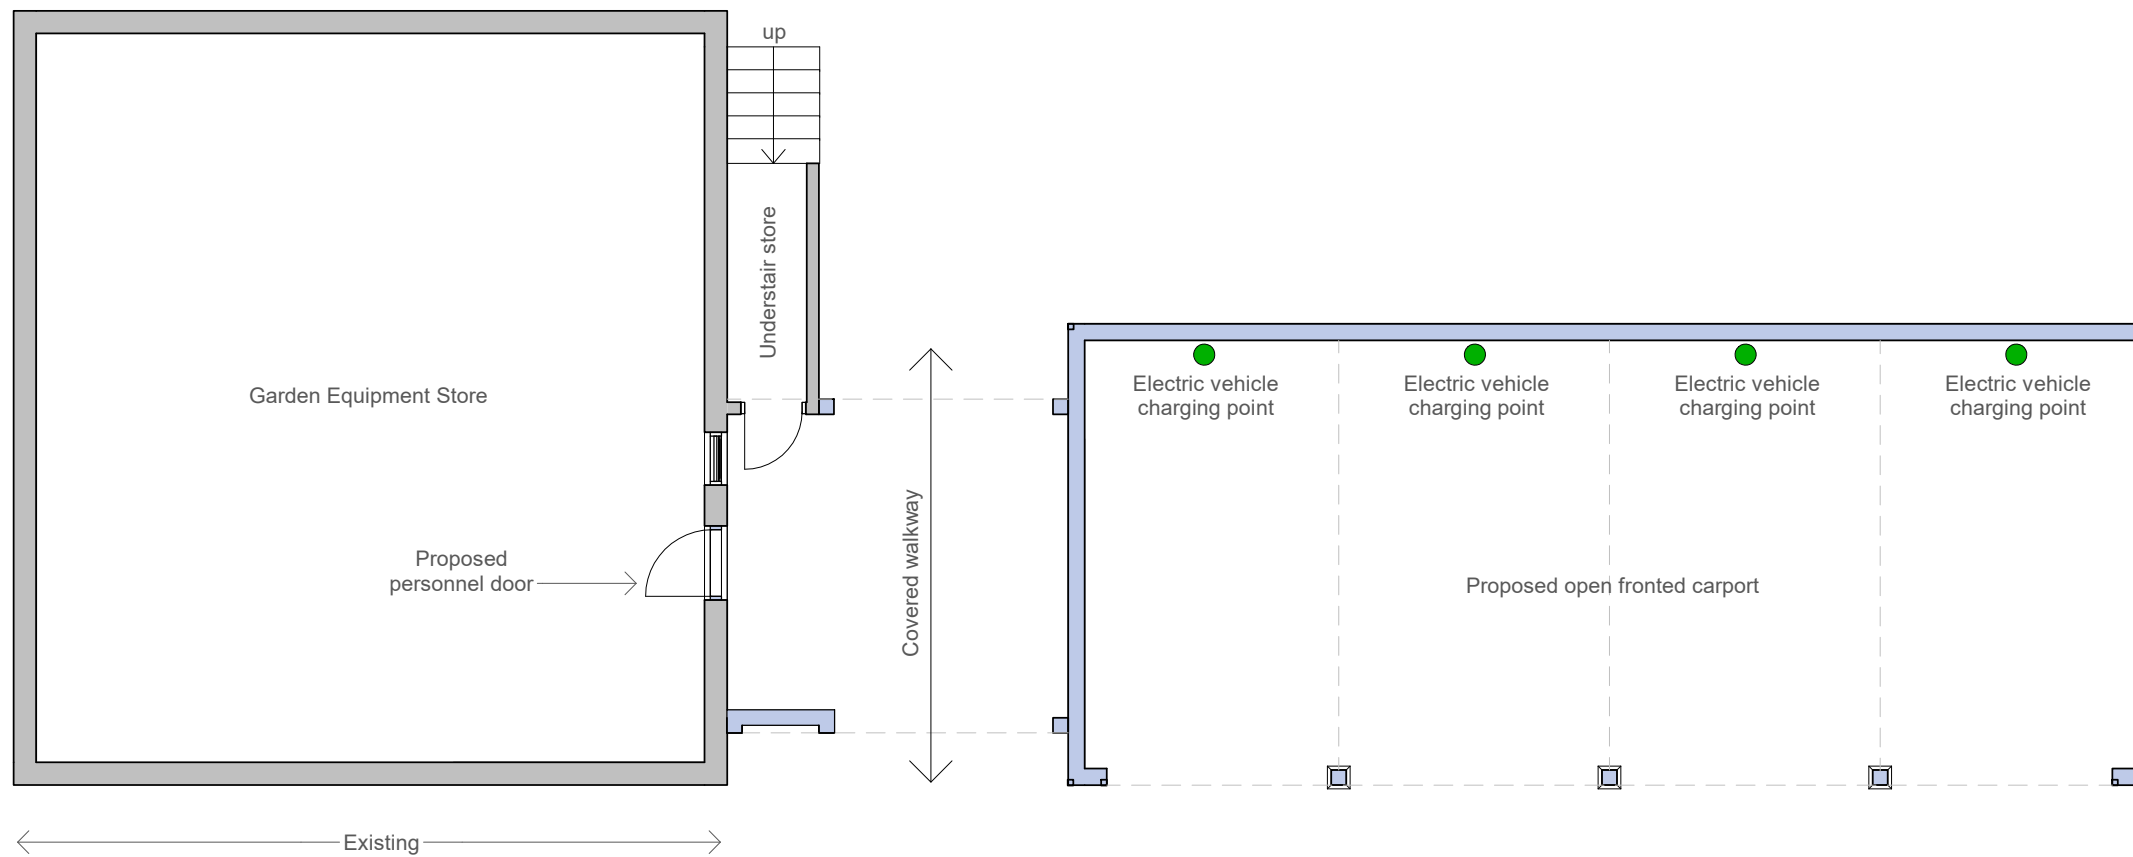 up
Understair store
Garden Equipment Store
Electric vehicle
charging point
Electric vehicle
charging point
Electric vehicle
charging point
Electric vehicle
charging point
Covered walkway
Proposed
personnel door
Proposed open fronted carport
Existing